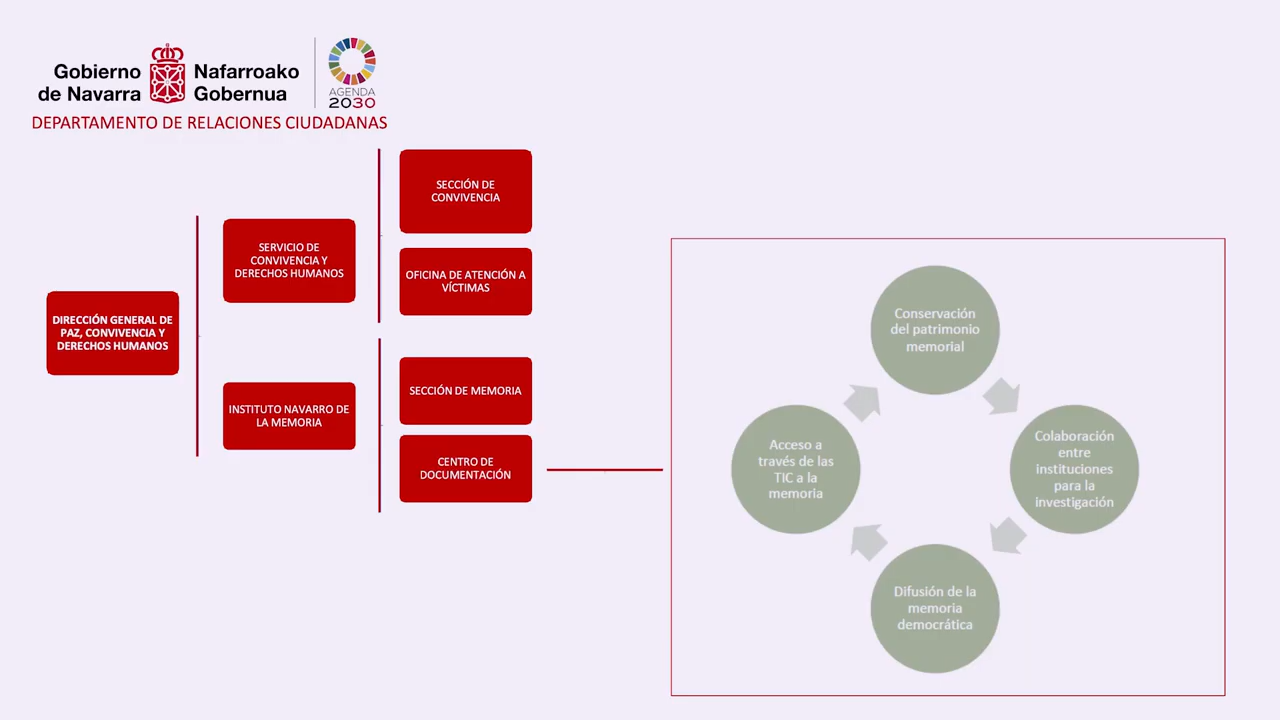 Gobierno
de Navarra
Nafarroako
Gobernua
AGENDA
2030
DEPARTAMENTO DE RELACIONES CIUDADANAS
DIRECCIÓN GENERAL DE
PAZ, CONVIVENCIA Y
DERECHOS HUMANOS
SERVICIO DE
CONVIVENCIA Y
DERECHOS HUMANOS
SECCIÓN DE
CONVIVENCIA
OFICINA DE ATENCIÓN A
VÍCTIMAS
INSTITUTO NAVARRO DE
LA MEMORIA
SECCIÓN DE MEMORIA
CENTRO DE
DOCUMENTACIÓN
Conservación
del patrimonio
memorial
Colaboración
entre
instituciones
para la
investigación
Difusión de la
memoria
democrática
Acceso a
través de las
TIC a la
memoria